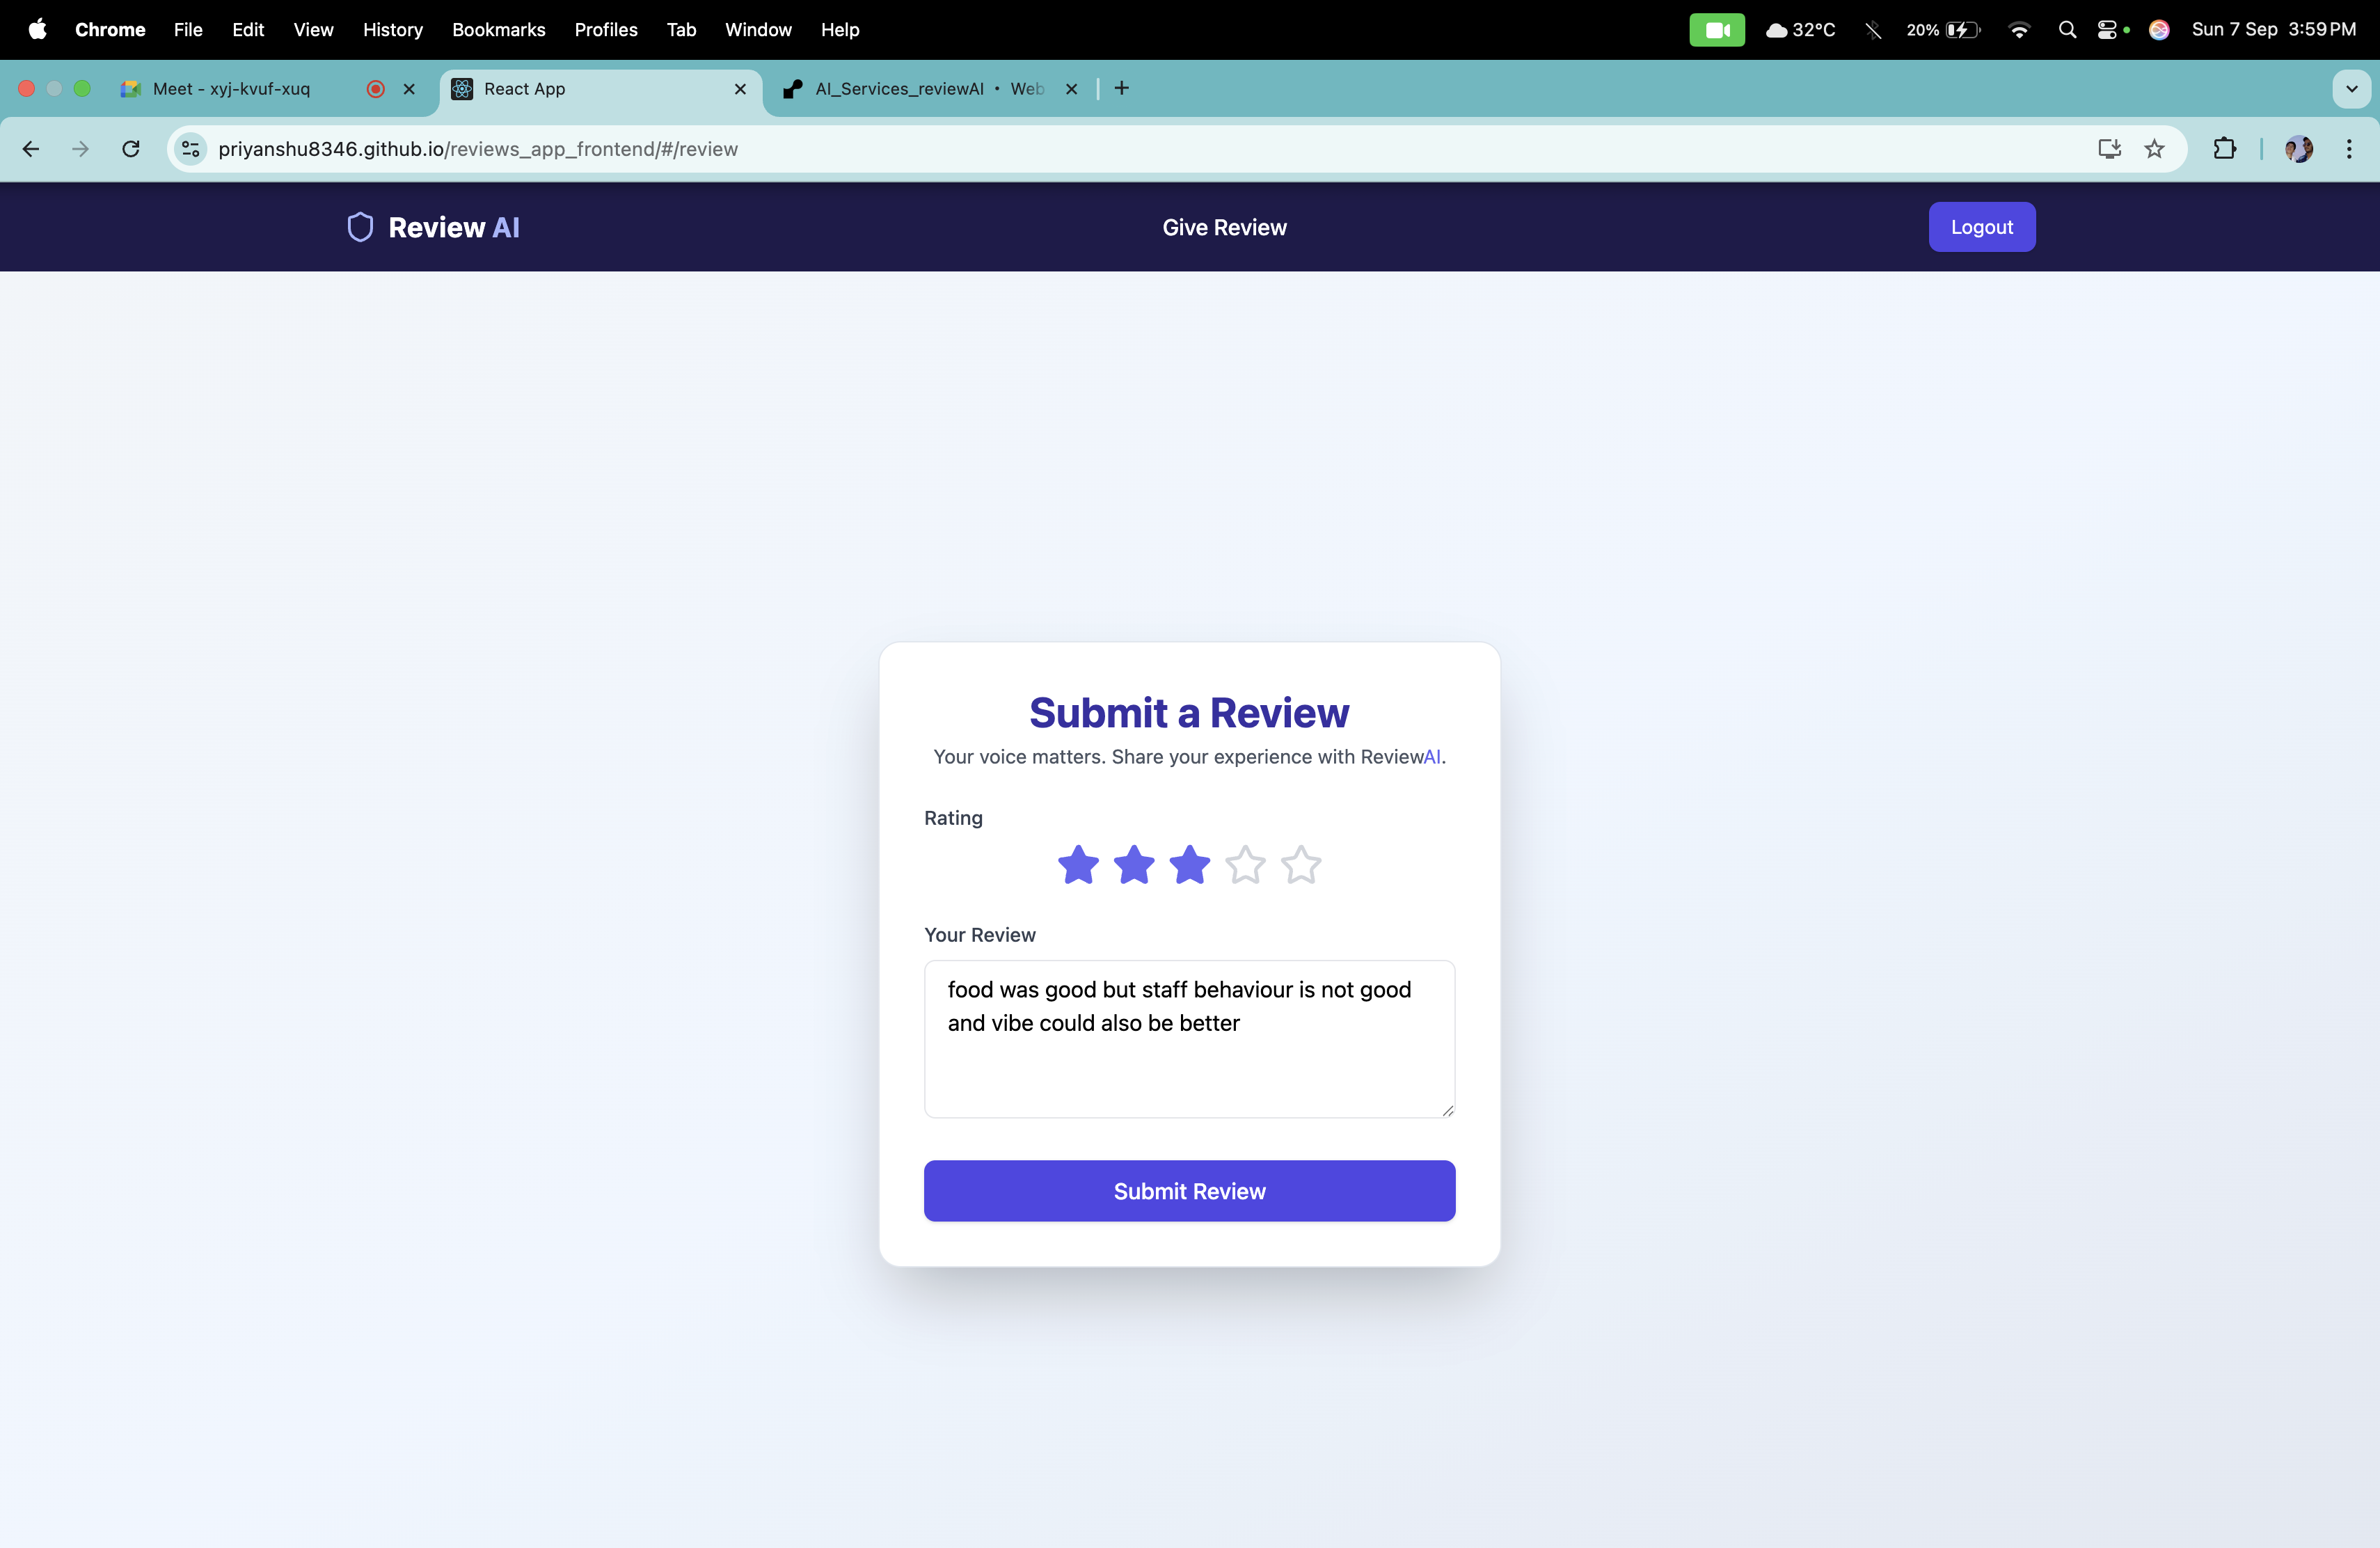 Chrome File Edit View History Bookmarks Profiles Tab Window Help 32°C 20% Sun 7 Sep 3:59 PM
Meet - xyj-kvuf-xuq React App AI_Services_reviewAI • Web
priyanshu8346.github.io/reviews_app_frontend/#/review
Review AI Give Review Logout
Submit a Review
Your voice matters. Share your experience with ReviewAI.
Rating
Your Review
food was good but staff behaviour is not good
and vibe could also be better
Submit Review